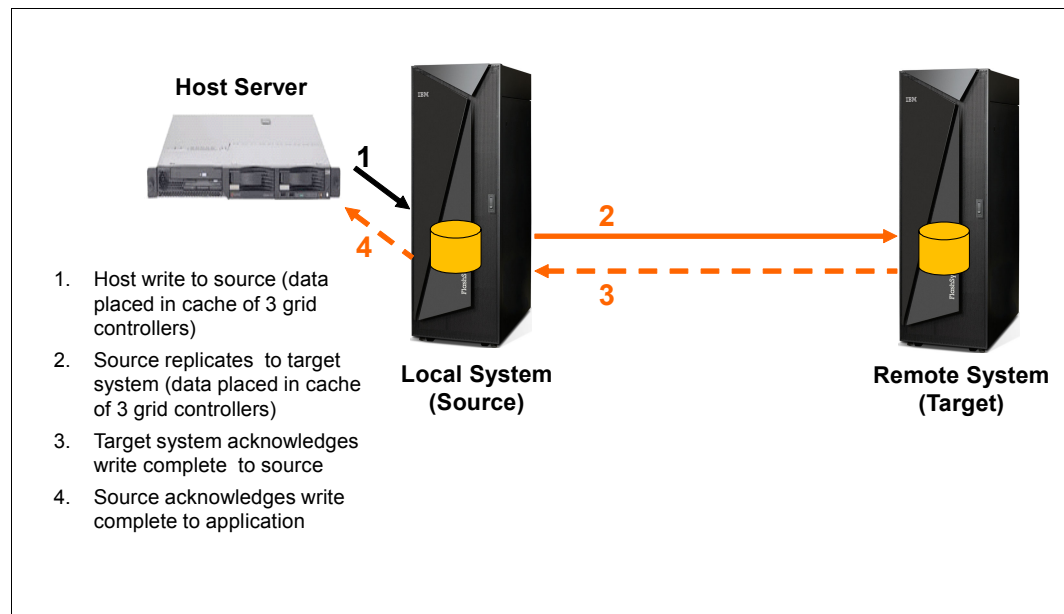 Host Server
IBM
IBM
1
2
4
3
1. Host write to source (data
placed in cache of 3 grid
controllers)
2. Source replicates to target
system (data placed in cache
of 3 grid controllers)
3. Target system acknowledges
write complete to source
4. Source acknowledges write
complete to application
Local System
(Source)
Remote System
(Target)